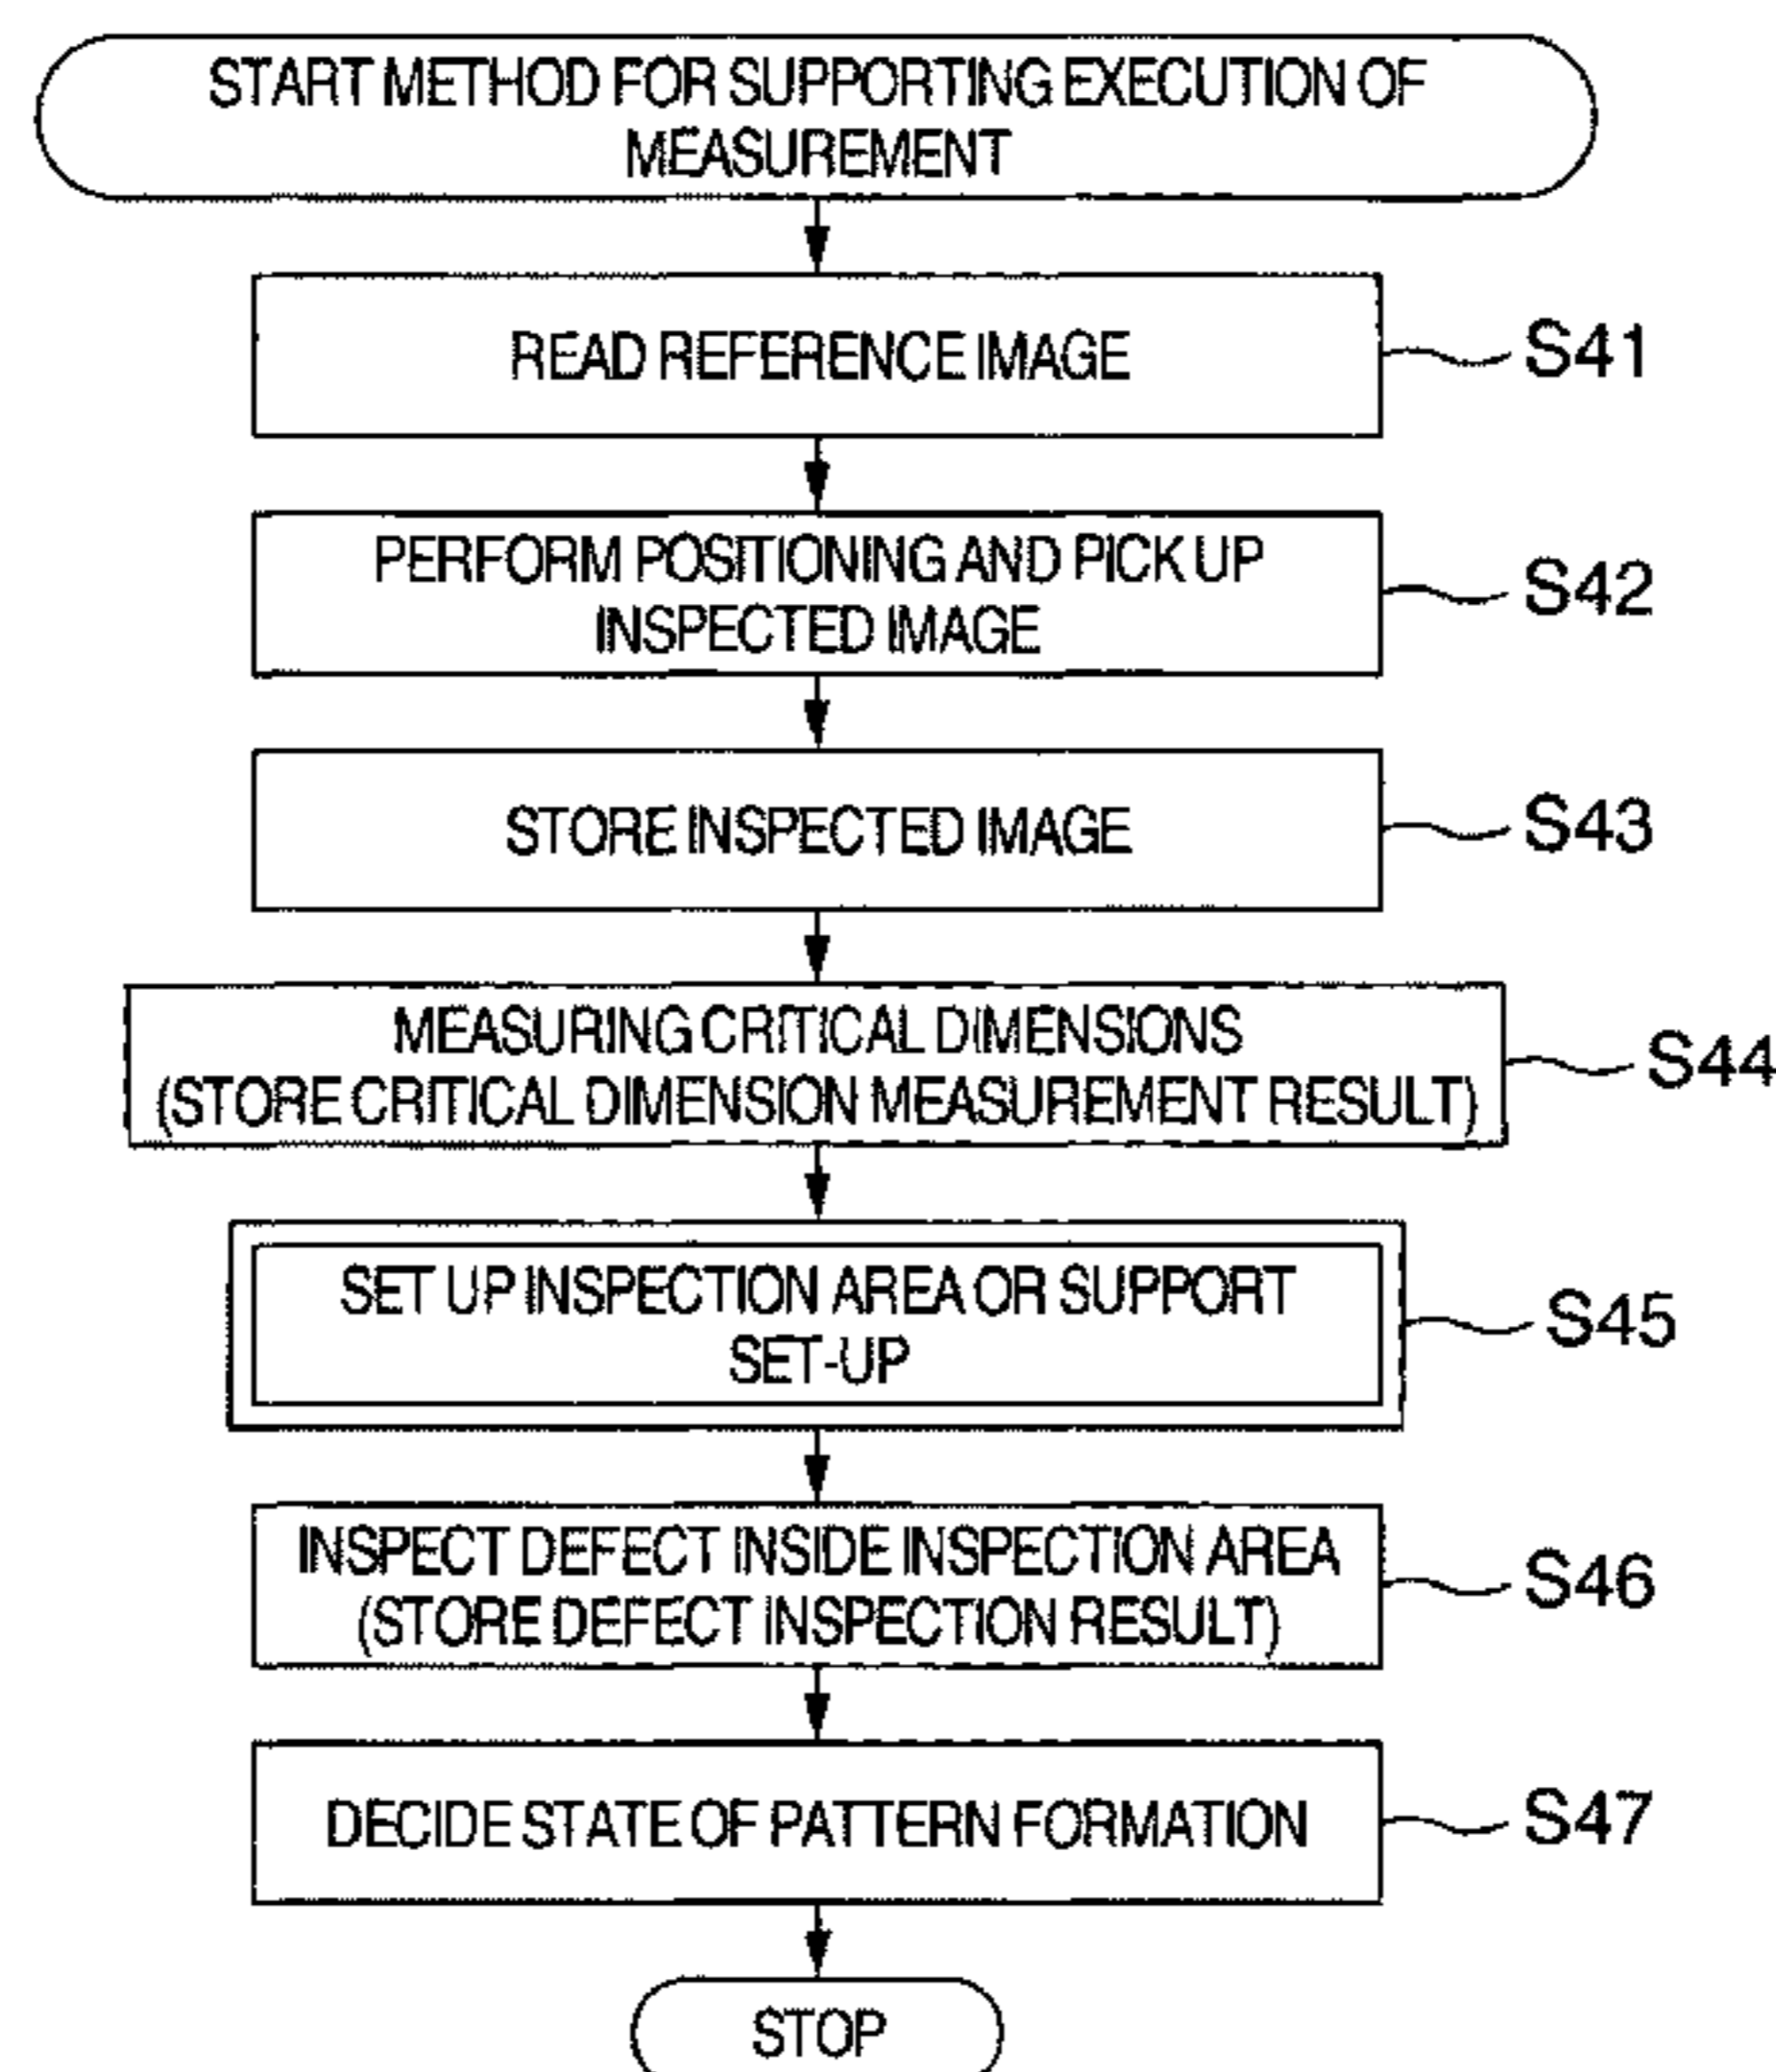 START METHOD FOR SUPPORTING EXECUTION OF
MEASUREMENT
READ REFERENCE IMAGE
S41
PERFORM POSITIONING AND PICK UP
INSPECTED IMAGE
S42
STORE INSPECTED IMAGE
S43
MEASURING CRITICAL DIMENSIONS
(STORE CRITICAL DIMENSION MEASUREMENT RESULT)
S44
SET UP INSPECTION AREA OR SUPPORT
SET-UP
S45
INSPECT DEFECT INSIDE INSPECTION AREA
(STORE DEFECT INSPECTION RESULT)
S46
DECIDE STATE OF PATTERN FORMATION
S47
STOP